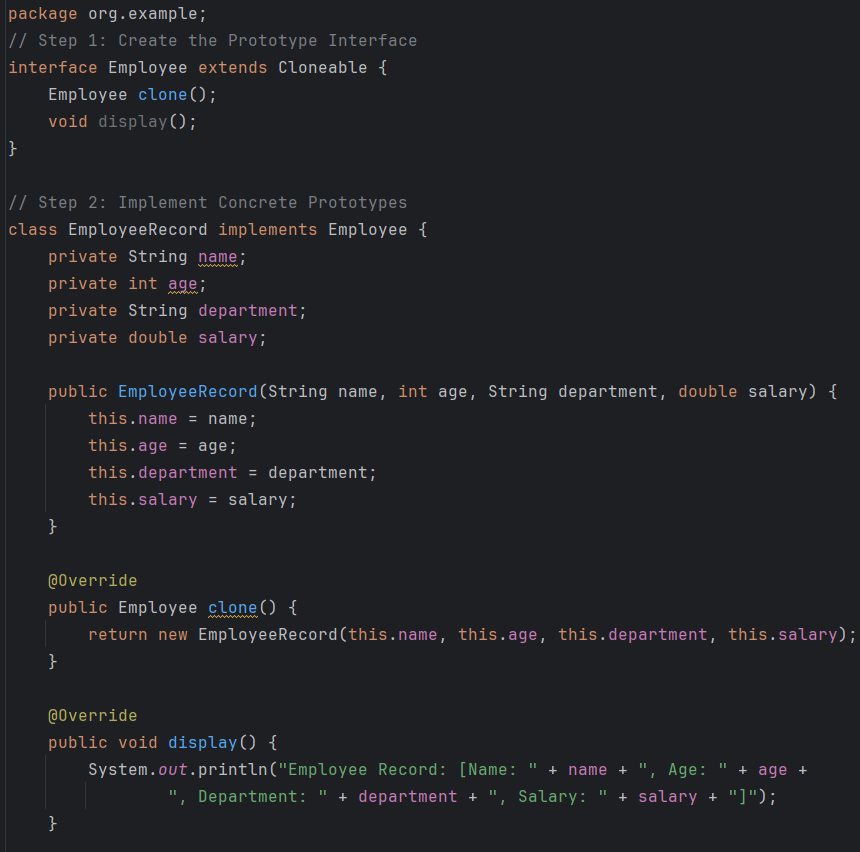 package org.example;
// Step 1: Create the Prototype Interface
interface Employee extends Cloneable {
    Employee clone();
    void display();
}

// Step 2: Implement Concrete Prototypes
class EmployeeRecord implements Employee {
    private String name;
    private int age;
    private String department;
    private double salary;

    public EmployeeRecord(String name, int age, String department, double salary) {
        this.name = name;
        this.age = age;
        this.department = department;
        this.salary = salary;
    }

    @Override
    public Employee clone() {
        return new EmployeeRecord(this.name, this.age, this.department, this.salary);
    }

    @Override
    public void display() {
        System.out.println("Employee Record: [Name: " + name + ", Age: " + age +
                ", Department: " + department + ", Salary: " + salary + "]");
    }